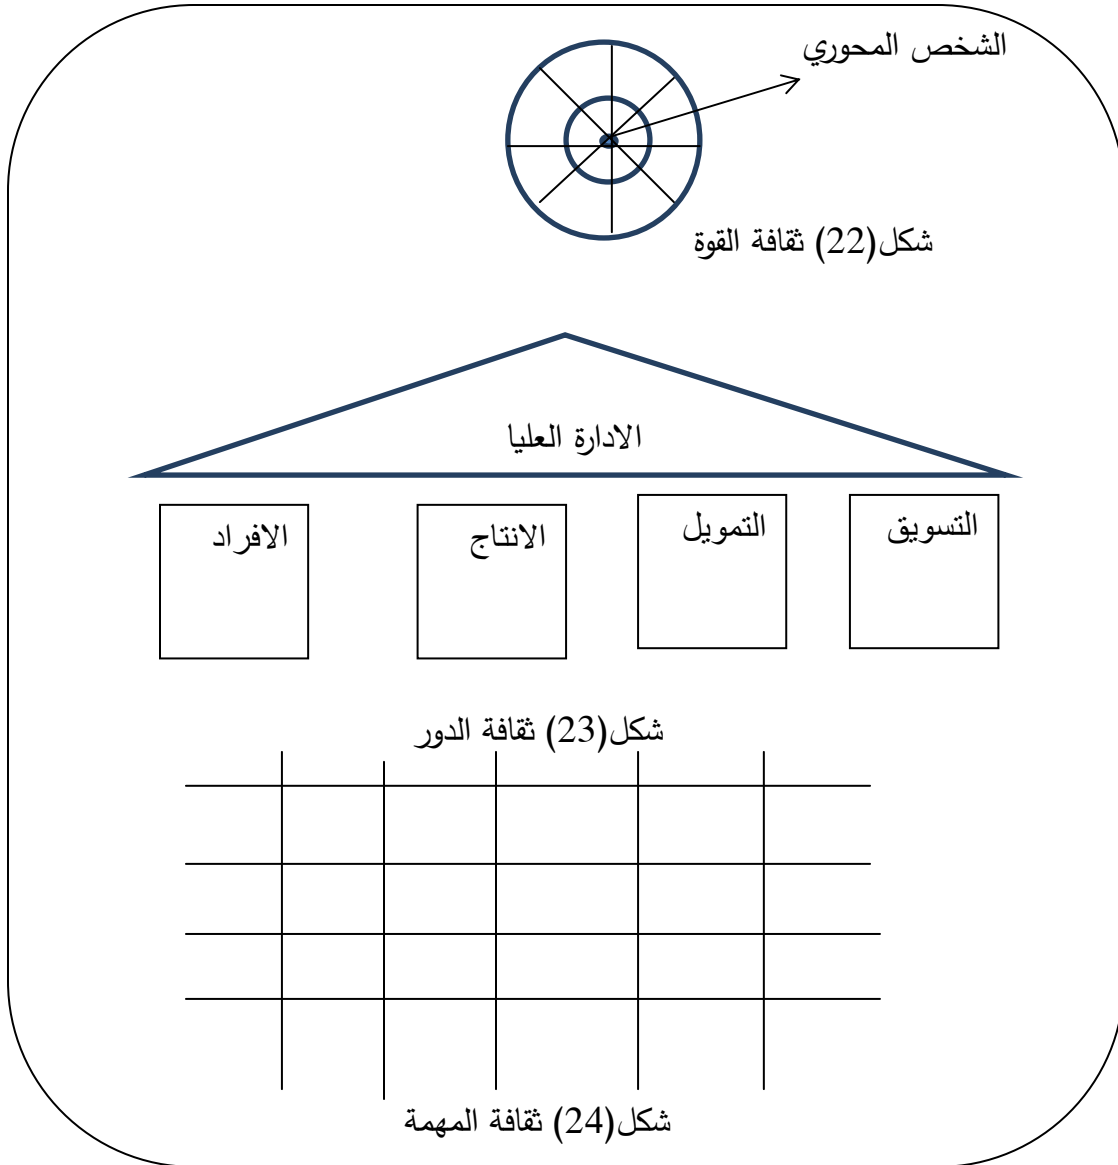 الشخص المحوري
شكل(22) ثقافة القوة
الادارة العليا
التسويق
التمويل
الانتاج
الافراد
شكل(23) ثقافة الدور
شكل(24) ثقافة المهمة